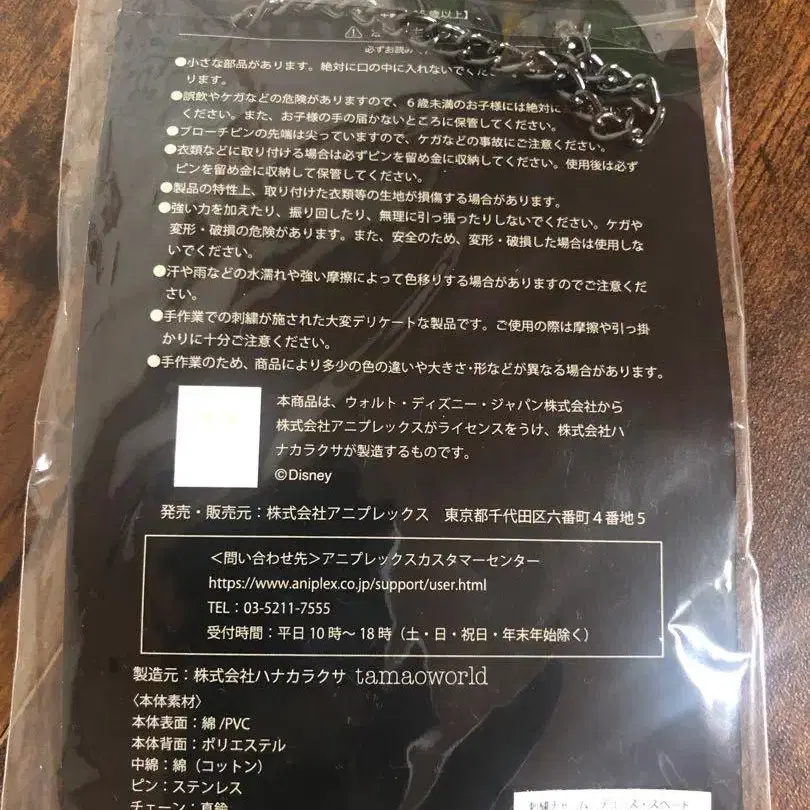 歳以上】
必ずお読み
●小さな部品があります。絶対に口の中に入れないでくだ
ります。
●誤飲やケガなどの危険がありますので、６歳未満のお子様には絶対に
ください。また、お子様の手の届かないところに保管してください。
●ブローチピンの先端は尖っていますので、ケガなどの事故にご注意ください。
●衣類などに取り付ける場合は必ずピンを留め金に収納してください。使用後は必ず
ピンを留め金に収納して保管してください。
●製品の特性上、取り付けた衣類等の生地が損傷する場合があります。
●強い力を加えたり、振り回したり、無理に引っ張ったりしないでください。ケガや
変形・破損の危険があります。また、安全のため、変形・破損した場合は使用しな
いでください。
●汗や雨などの水濡れや強い摩擦によって色移りする場合がありますのでご注意くだ
さい。
●手作業での刺繍が施された大変デリケートな製品です。ご使用の際は摩擦や引っ掛
かりに十分ご注意ください。
●手作業のため、商品により多少の色の違いや大きさ・形などが異なる場合があります。
本商品は、ウォルト・ディズニー・ジャパン株式会社から
株式会社アニプレックスがライセンスをうけ、株式会社ハ
ナカラクサが製造するものです。
©Disney
発売・販売元：株式会社アニプレックス　東京都千代田区六番町４番地５
＜問い合わせ先＞アニプレックスカスタマーセンター
https://www.aniplex.co.jp/support/user.html
TEL：03-5211-7555
受付時間：平日10時～18時（土・日・祝日・年末年始除く）
製造元：株式会社ハナカラクサ tamaoworld
〈本体素材〉
本体表面：綿/PVC
本体背面：ポリエステル
中綿：綿（コットン）
ピン：ステンレス
チェーン：真鍮
刺繍チャーム デュース・スペード